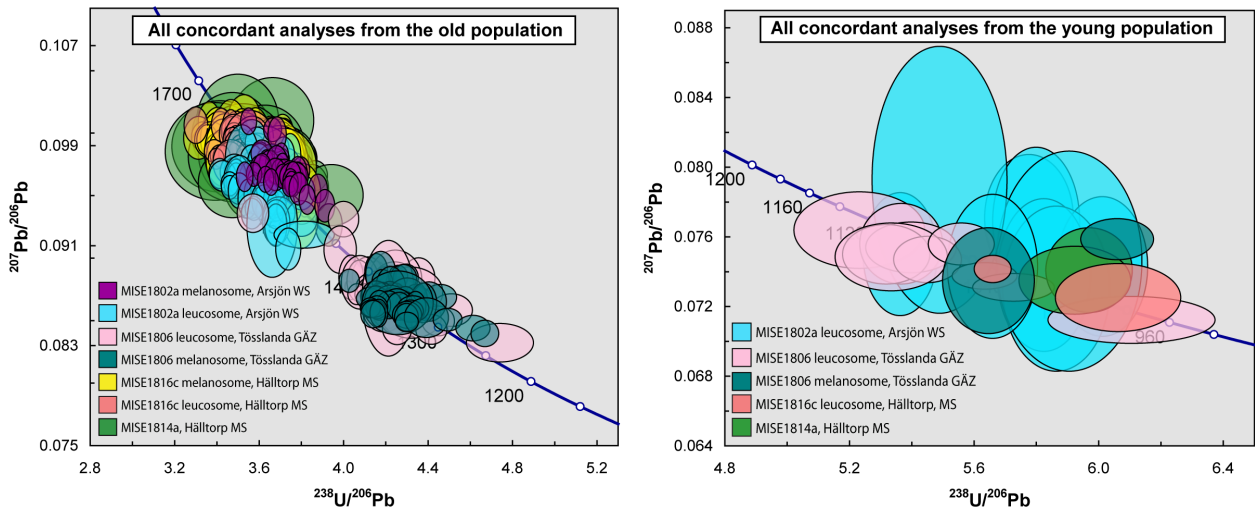 All concordant analyses from the old population
0.107
0.099
0.091
0.083
0.075
207Pb/206Pb
1700
1200
MISE1802a melanosome, Arsjön WS
MISE1802a leucosome, Arsjön WS
MISE1806 leucosome, Tösslanda GÄZ
MISE1806 melanosome, Tösslanda GÄZ
MISE1816c melanosome, Hälltorp MS
MISE1816c leucosome, Hälltorp MS
MISE1814a, Hälltorp MS
2.8 3.2 3.6 4.0 4.4 4.8 5.2
238U/206Pb
All concordant analyses from the young population
0.088
0.084
0.080
0.076
0.072
0.068
0.064
207Pb/206Pb
1200
1160
960
MISE1802a leucosome, Arsjön WS
MISE1806 leucosome, Tösslanda GÄZ
MISE1806 melanosome, Tösslanda GÄZ
MISE1816c leucosome, Hälltorp, MS
MISE1814a, Hälltorp MS
4.8 5.2 5.6 6.0 6.4
238U/206Pb